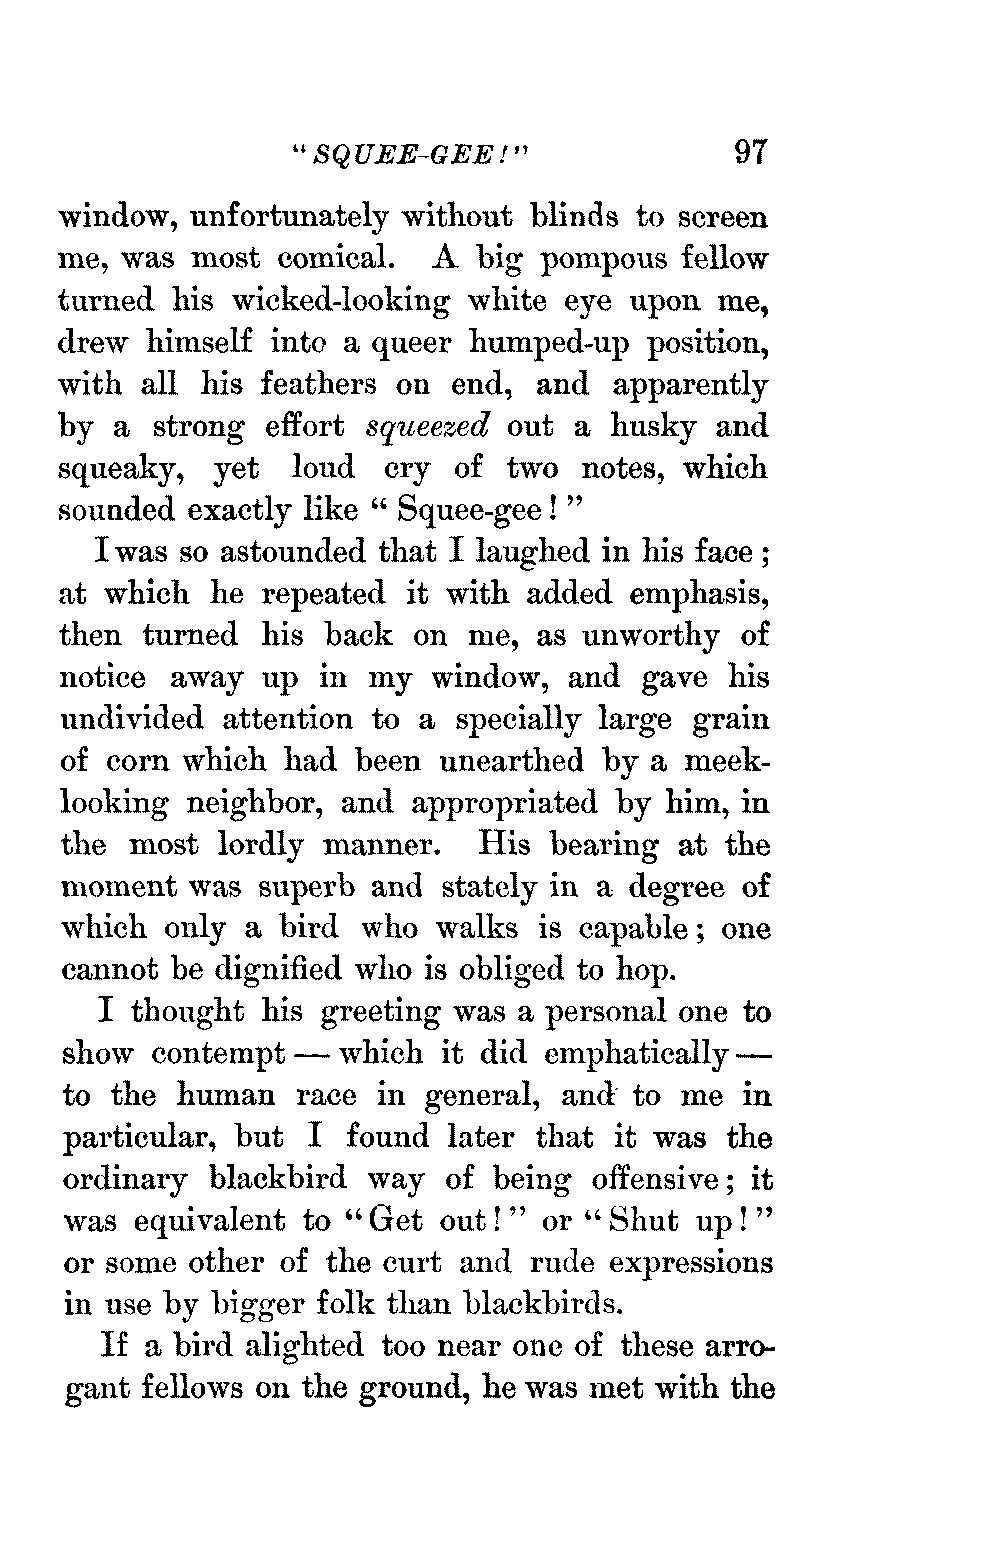 "SQUEE-GEE!" 97
window, unfortunately without blinds to screen
me, was most comical. A big pompous fellow
turned his wicked-looking white eye upon me,
drew himself into a queer humped-up position,
with all his feathers on end, and apparently
by a strong effort squeezed out a husky and
squeaky, yet loud cry of two notes, which
sounded exactly like "Squee-gee!"
I was so astounded that I laughed in his face;
at which he repeated it with added emphasis,
then turned his back on me, as unworthy of
notice away up in my window, and gave his
undivided attention to a specially large grain
of corn which had been unearthed by a meek-
looking neighbor, and appropriated by him, in
the most lordly manner. His bearing at the
moment was superb and stately in a degree of
which only a bird who walks is capable; one
cannot be dignified who is obliged to hop.
I thought his greeting was a personal one to
show contempt — which it did emphatically —
to the human race in general, and to me in
particular, but I found later that it was the
ordinary blackbird way of being offensive; it
was equivalent to "Get out!" or "Shut up!"
or some other of the curt and rude expressions
in use by bigger folk than blackbirds.
If a bird alighted too near one of these arro-
gant fellows on the ground, he was met with the